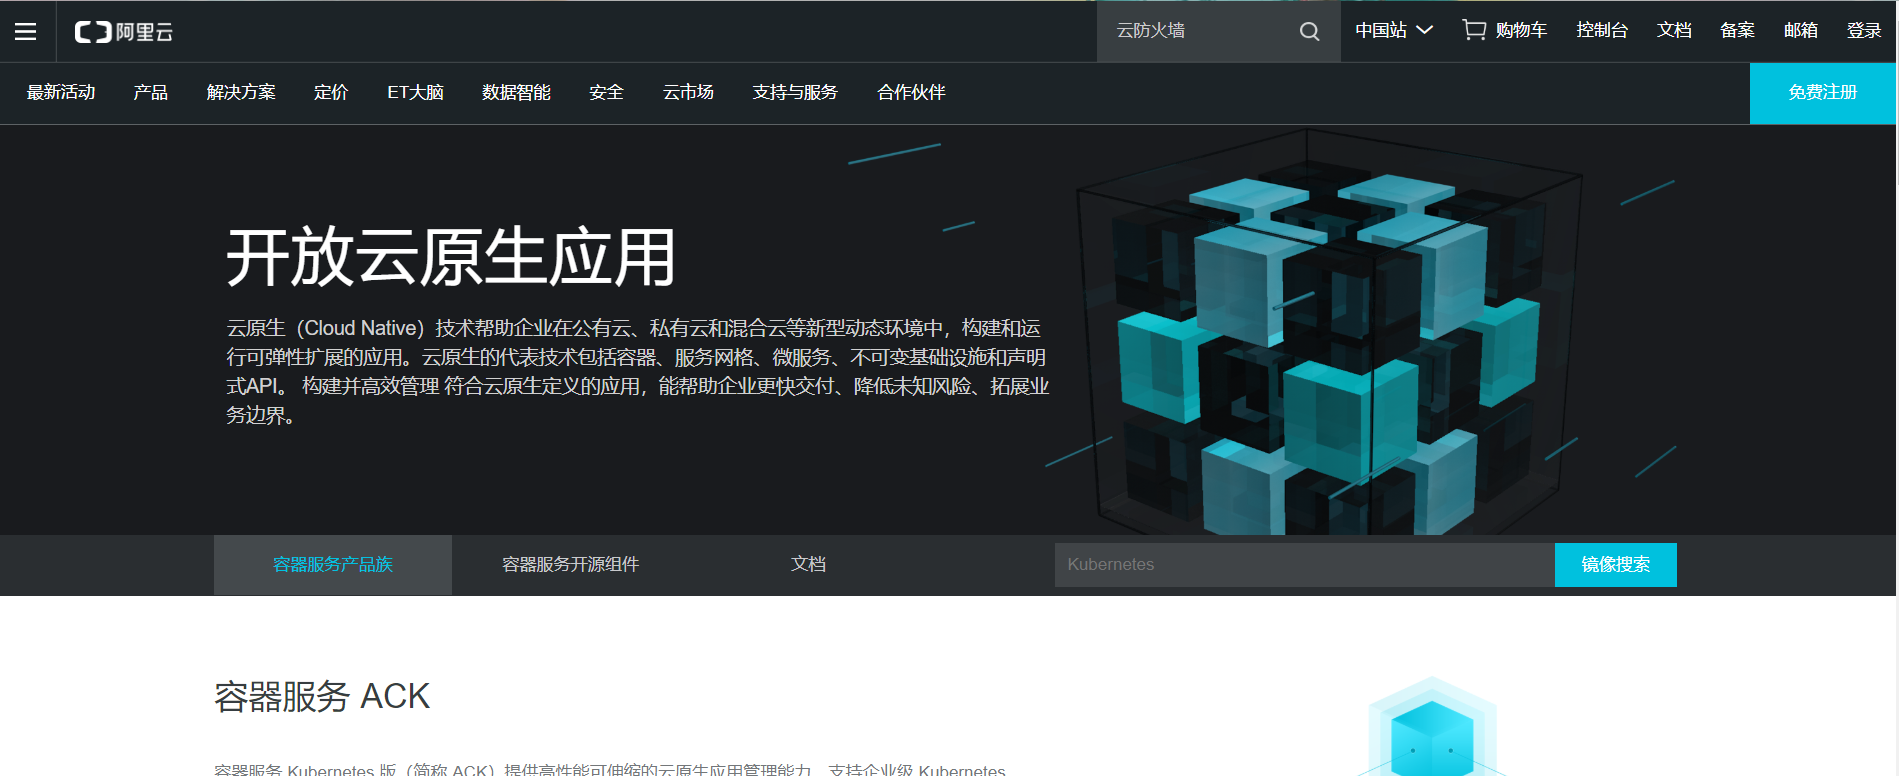 阿里云
云防火墙
中国站
购物车
控制台
文档
备案
邮箱
登录
最新活动
产品
解决方案
定价
ET大脑
数据智能
安全
云市场
支持与服务
合作伙伴
免费注册
开放云原生应用
云原生（Cloud Native）技术帮助企业在公有云、私有云和混合云等新型动态环境中，构建和运
行可弹性扩展的应用。云原生的代表技术包括容器、服务网格、微服务、不可变基础设施和声明
式API。 构建并高效管理 符合云原生定义的应用，能帮助企业更快交付、降低未知风险、拓展业
务边界。
容器服务产品族
容器服务开源组件
文档
Kubernetes
镜像搜索
容器服务 ACK
容器服务 Kubernetes 版（简称 ACK）提供高性能可伸缩的云原生应用管理能力，支持企业级 Kubernetes